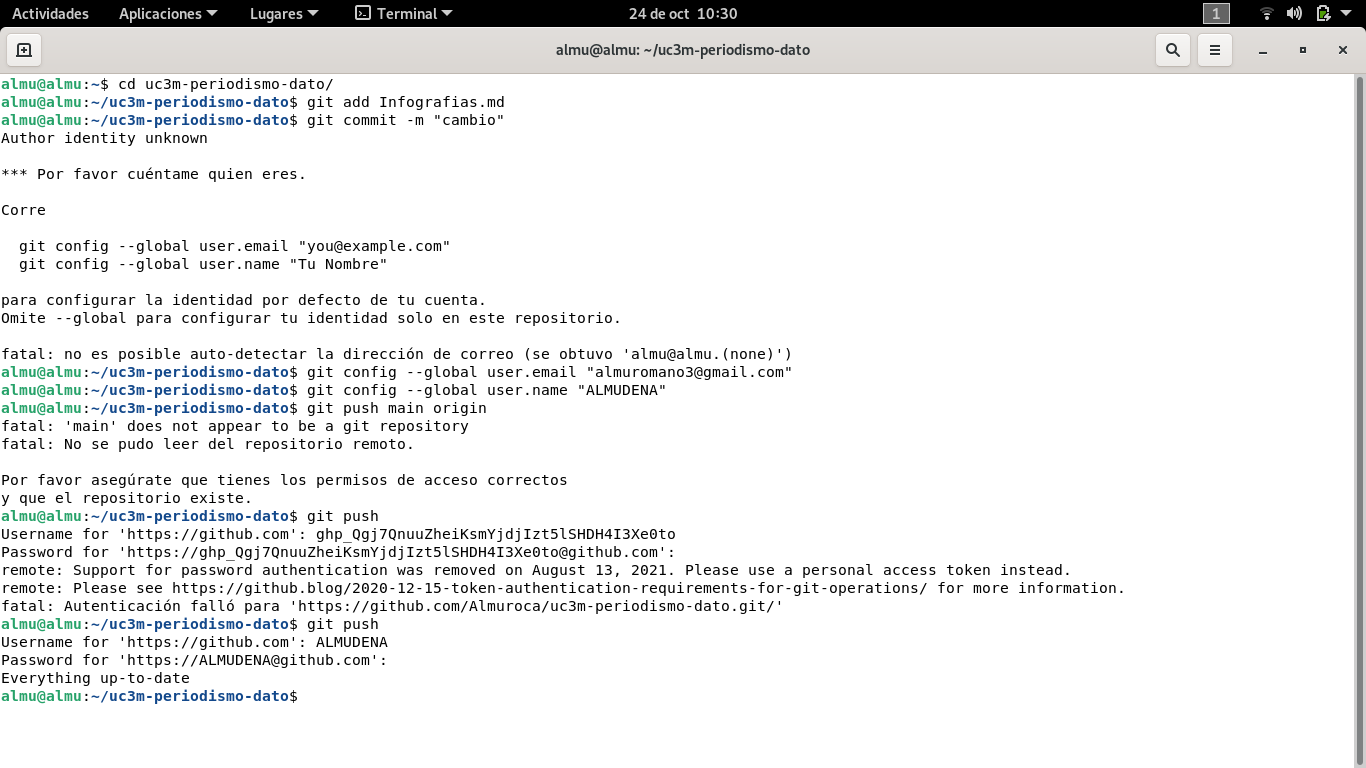 Actividades Aplicaciones Lugares Terminal 24 de oct 10:30 1
almu@almu: ~/uc3m-periodismo-dato
almu@almu:~$ cd uc3m-periodismo-dato/
almu@almu:~/uc3m-periodismo-dato$ git add Infografias.md
almu@almu:~/uc3m-periodismo-dato$ git commit -m "cambio"
Author identity unknown
*** Por favor cuéntame quien eres.
Corre
git config --global user.email "you@example.com"
git config --global user.name "Tu Nombre"
para configurar la identidad por defecto de tu cuenta.
Omite --global para configurar tu identidad solo en este repositorio.
fatal: no es posible auto-detectar la dirección de correo (se obtuvo 'almu@almu.(none)')
almu@almu:~/uc3m-periodismo-dato$ git config --global user.email "almuromano3@gmail.com"
almu@almu:~/uc3m-periodismo-dato$ git config --global user.name "ALMUDENA"
almu@almu:~/uc3m-periodismo-dato$ git push main origin
fatal: 'main' does not appear to be a git repository
fatal: No se pudo leer del repositorio remoto.
Por favor asegúrate que tienes los permisos de acceso correctos
y que el repositorio existe.
almu@almu:~/uc3m-periodismo-dato$ git push
Username for 'https://github.com': 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
Password for 'https://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@github.com':
remote: Support for password authentication was removed on August 13, 2021. Please use a personal access token instead.
remote: Please see https://github.blog/2020-12-15-token-authentication-requirements-for-git-operations/ for more information.
fatal: Autenticación falló para 'https://github.com/Almuroca/uc3m-periodismo-dato.git/'
almu@almu:~/uc3m-periodismo-dato$ git push
Username for 'https://github.com': ALMUDENA
Password for 'https://ALMUDENA@github.com':
Everything up-to-date
almu@almu:~/uc3m-periodismo-dato$